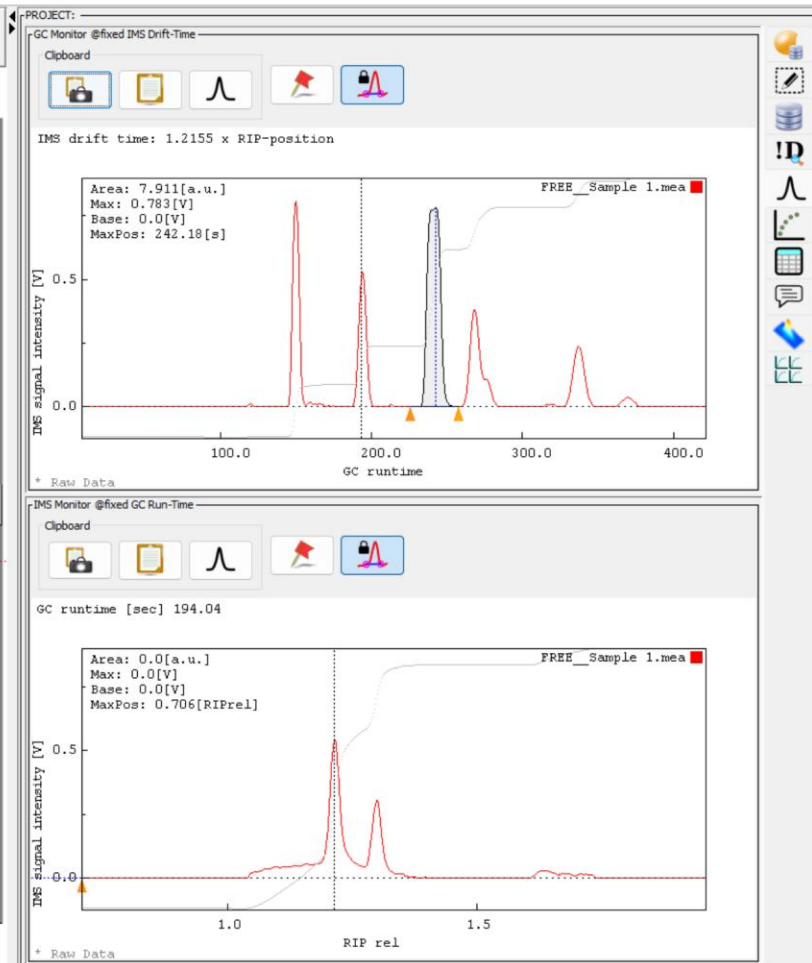 PROJECT:
GC Monitor @fixed IMS Drift-Time
Clipboard
IMS drift time: 1.2155 x RIP-position
Area: 7.911[a.u.]
Max: 0.783[V]
Base: 0.0[V]
MaxPos: 242.18[s]
FREE__Sample 1.mea
IMS signal intensity [V]
0.5
0.0
100.0 200.0 300.0 400.0
GC runtime
* Raw Data
IMS Monitor @fixed GC Run-Time
Clipboard
GC runtime [sec] 194.04
Area: 0.0[a.u.]
Max: 0.0[V]
Base: 0.0[V]
MaxPos: 0.706[RIPrel]
FREE__Sample 1.mea
IMS signal intensity [V]
0.5
0.0
1.0 1.5
RIP rel
* Raw Data
!D